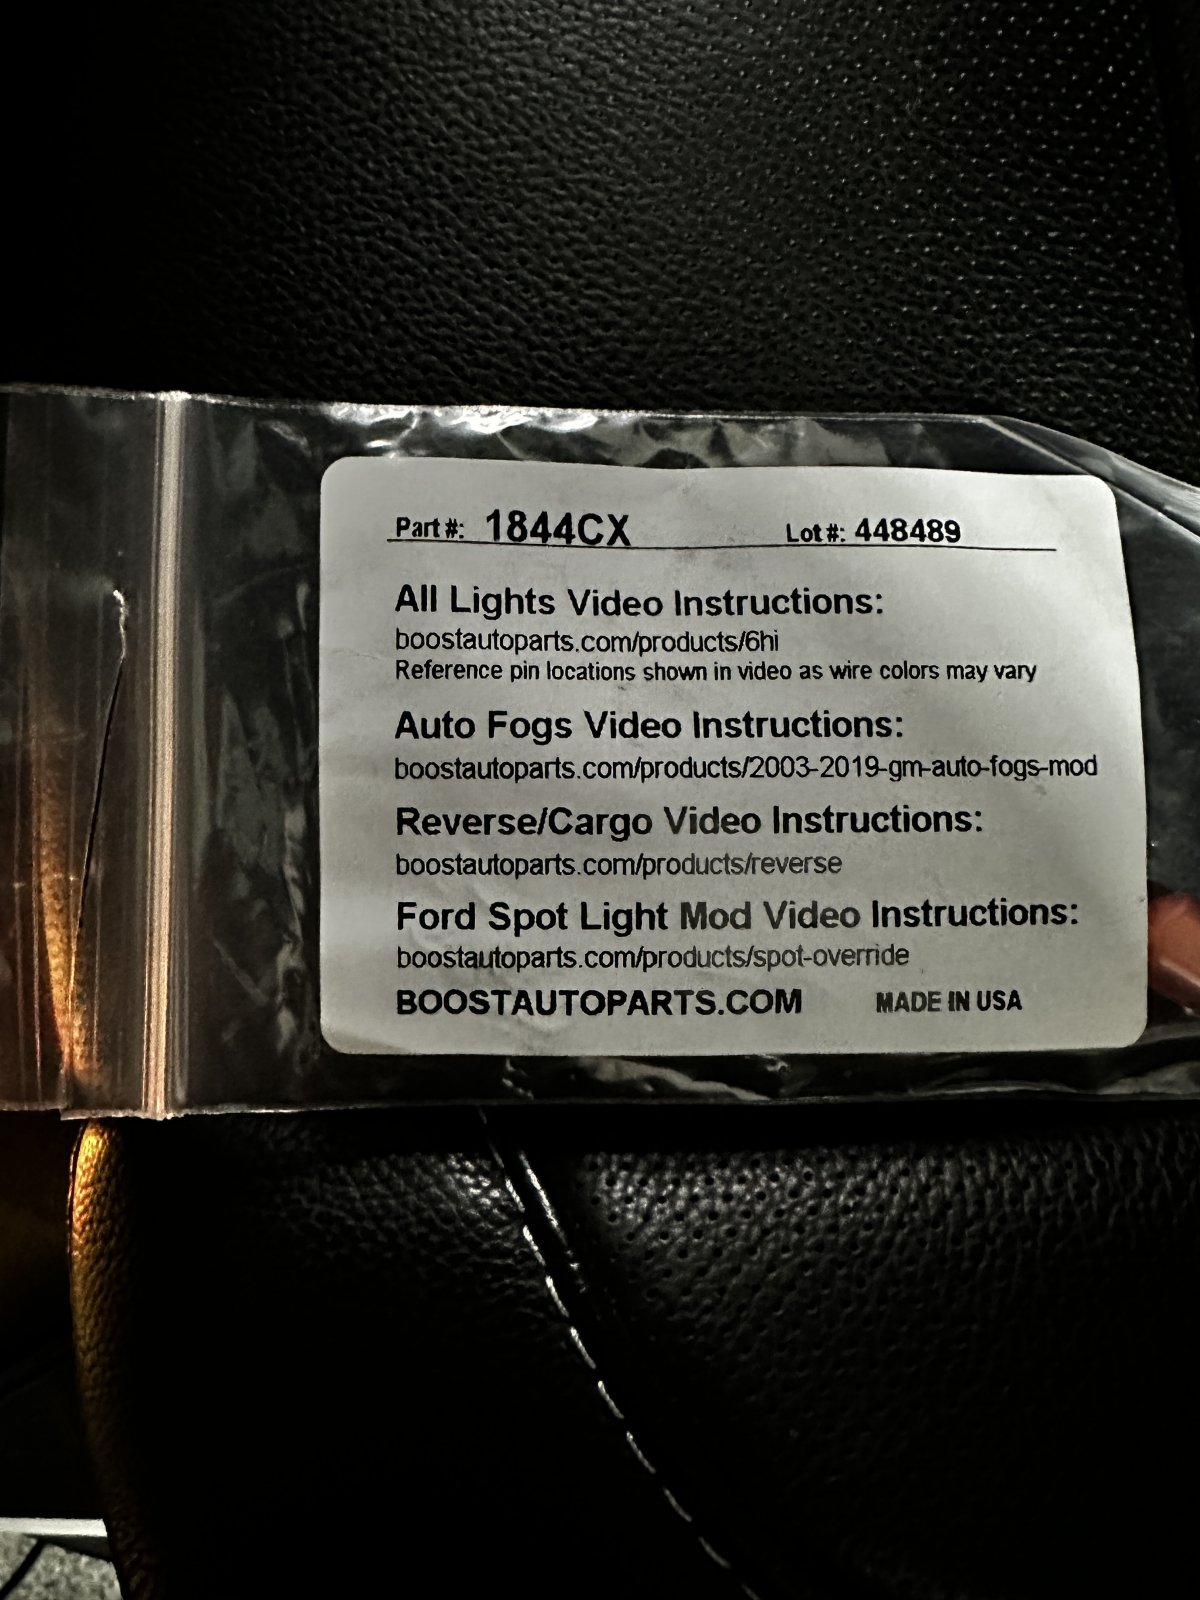 Part #: 1844CX Lot #: 448489
All Lights Video Instructions:
boostautoparts.com/products/6hi
Reference pin locations shown in video as wire colors may vary
Auto Fogs Video Instructions:
boostautoparts.com/products/2003-2019-gm-auto-fogs-mod
Reverse/Cargo Video Instructions:
boostautoparts.com/products/reverse
Ford Spot Light Mod Video Instructions:
boostautoparts.com/products/spot-override
BOOSTAUTOPARTS.COM MADE IN USA